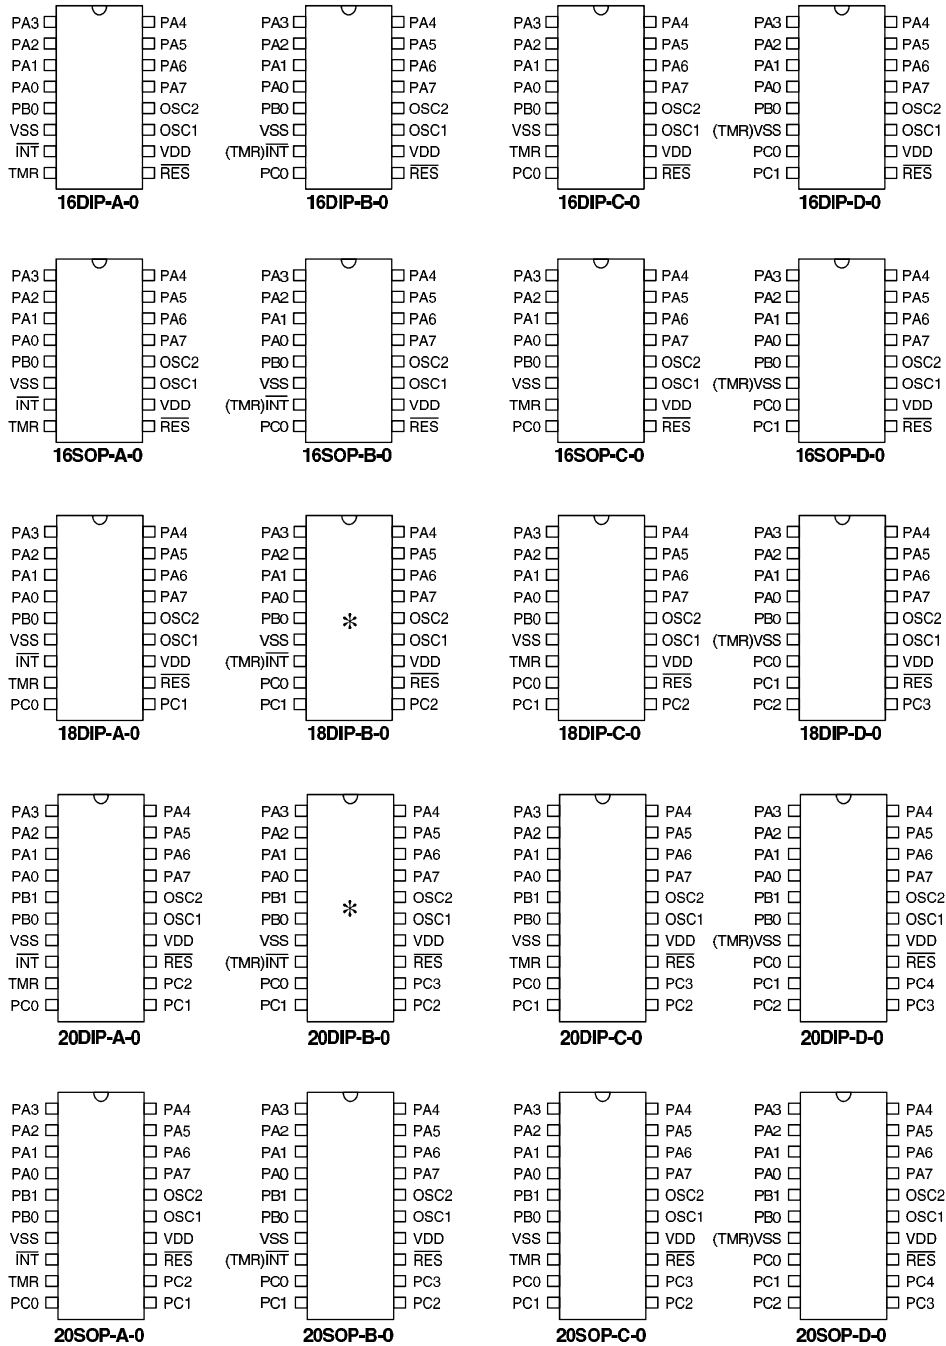 PA3 PA4 PA3 PA4 PA3 PA4 PA3 PA4
PA2 PA5 PA2 PA5 PA2 PA5 PA2 PA5
PA1 PA6 PA1 PA6 PA1 PA6 PA1 PA6
PA0 PA7 PA0 PA7 PA0 PA7 PA0 PA7
PB0 OSC2 PB0 OSC2 PB0 OSC2 PB0 OSC2
VSS OSC1 VSS OSC1 VSS OSC1 (TMR)VSS OSC1
INT VDD (TMR)INT VDD TMR VDD PC0 VDD
TMR RES PC0 RES PC0 RES PC1 RES
16DIP-A-0 16DIP-B-0 16DIP-C-0 16DIP-D-0
PA3 PA4 PA3 PA4 PA3 PA4 PA3 PA4
PA2 PA5 PA2 PA5 PA2 PA5 PA2 PA5
PA1 PA6 PA1 PA6 PA1 PA6 PA1 PA6
PA0 PA7 PA0 PA7 PA0 PA7 PA0 PA7
PB0 OSC2 PB0 OSC2 PB0 OSC2 PB0 OSC2
VSS OSC1 VSS OSC1 VSS OSC1 (TMR)VSS OSC1
INT VDD (TMR)INT VDD TMR VDD PC0 VDD
TMR RES PC0 RES PC0 RES PC1 RES
16SOP-A-0 16SOP-B-0 16SOP-C-0 16SOP-D-0
PA3 PA4 PA3 PA4 PA3 PA4 PA3 PA4
PA2 PA5 PA2 PA5 PA2 PA5 PA2 PA5
PA1 PA6 PA1 PA6 PA1 PA6 PA1 PA6
PA0 PA7 PA0 PA7 PA0 PA7 PA0 PA7
PB0 OSC2 PB0 * OSC2 PB0 OSC2 PB0 OSC2
VSS OSC1 VSS OSC1 VSS OSC1 (TMR)VSS OSC1
INT VDD (TMR)INT VDD TMR VDD PC0 VDD
TMR RES PC0 RES PC0 RES PC1 RES
PC0 PC1 PC1 PC2 PC1 PC2 PC2 PC3
18DIP-A-0 18DIP-B-0 18DIP-C-0 18DIP-D-0
PA3 PA4 PA3 PA4 PA3 PA4 PA3 PA4
PA2 PA5 PA2 PA5 PA2 PA5 PA2 PA5
PA1 PA6 PA1 PA6 PA1 PA6 PA1 PA6
PA0 PA7 PA0 PA7 PA0 PA7 PA0 PA7
PB1 OSC2 PB1 * OSC2 PB1 OSC2 PB1 OSC2
PB0 OSC1 PB0 OSC1 PB0 OSC1 PB0 OSC1
VSS VDD VSS VDD VSS VDD (TMR)VSS VDD
INT RES (TMR)INT RES TMR RES PC0 RES
TMR PC2 PC0 PC3 PC0 PC3 PC1 PC4
PC0 PC1 PC1 PC2 PC1 PC2 PC2 PC3
20DIP-A-0 20DIP-B-0 20DIP-C-0 20DIP-D-0
PA3 PA4 PA3 PA4 PA3 PA4 PA3 PA4
PA2 PA5 PA2 PA5 PA2 PA5 PA2 PA5
PA1 PA6 PA1 PA6 PA1 PA6 PA1 PA6
PA0 PA7 PA0 PA7 PA0 PA7 PA0 PA7
PB1 OSC2 PB1 OSC2 PB1 OSC2 PB1 OSC2
PB0 OSC1 PB0 OSC1 PB0 OSC1 PB0 OSC1
VSS VDD VSS VDD VSS VDD (TMR)VSS VDD
INT RES (TMR)INT RES TMR RES PC0 RES
TMR PC2 PC0 PC3 PC0 PC3 PC1 PC4
PC0 PC1 PC1 PC2 PC1 PC2 PC2 PC3
20SOP-A-0 20SOP-B-0 20SOP-C-0 20SOP-D-0